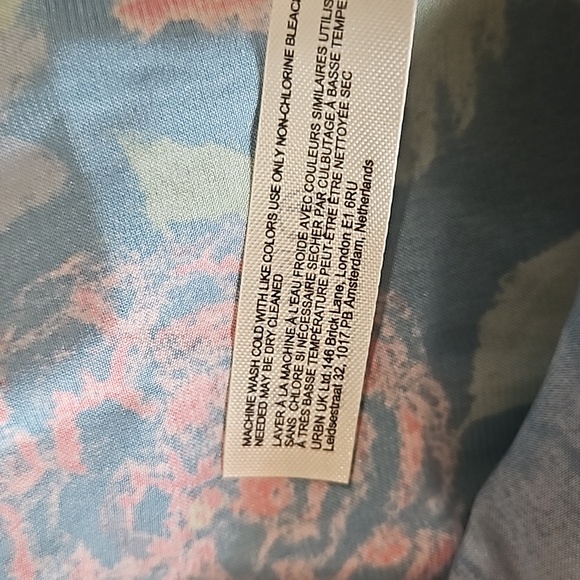 MACHINE WASH COLD WITH LIKE COLORS USE ONLY NON-CHLORINE BLEAC
NEEDED MAY BE DRY CLEANED
LAVER À LA MACHINE À L'EAU FROIDE AVEC COULEURS SIMILAIRES UTILIS
SANS CHLORE SI NÉCESSAIRE SÉCHER PAR CULBUTAGE À BASSE TEMPE
À TRÈS BASSE TEMPÉRATURE PEUT-ÊTRE ÊTRE NETTOYÉE SEC
URBN UK Ltd.146 Brick Lane, London E1 6RU
Leidsestraat 32, 1017 PB Amsterdam, Netherlands